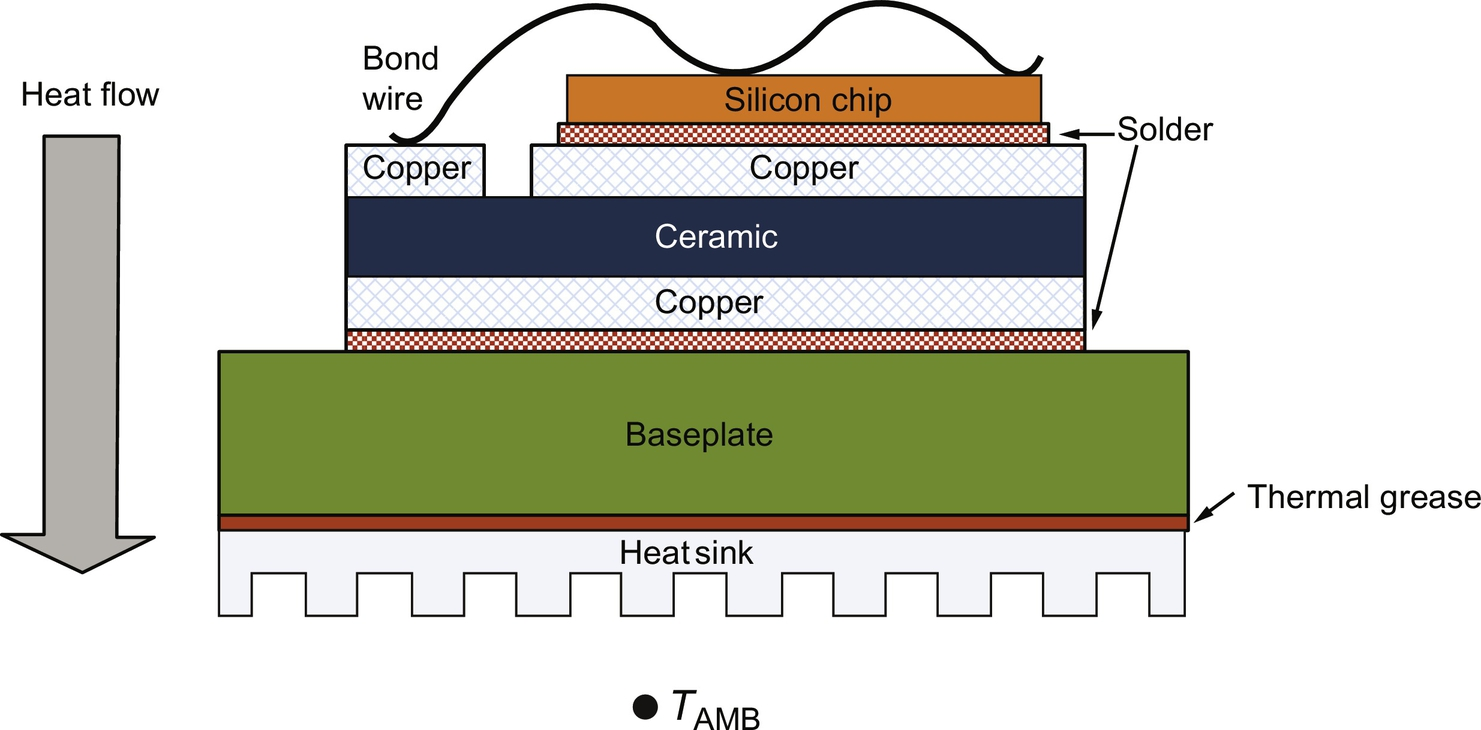 Bond
wire
Heat flow
Silicon chip
Solder
Copper
Copper
Ceramic
Copper
Baseplate
Thermal grease
Heat sink
TAMB